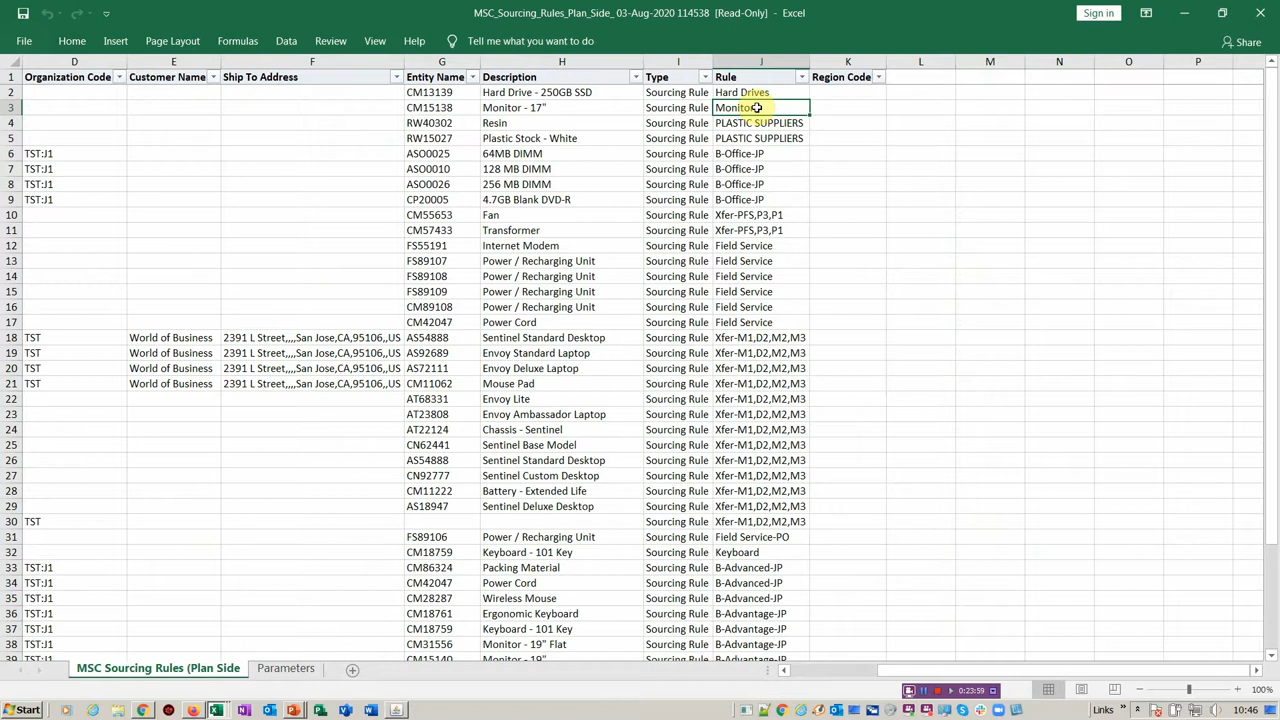 MSC_Sourcing_Rules_Plan_Side_ 03-Aug-2020 114538 [Read-Only] - Excel
Sign in
File Home Insert Page Layout Formulas Data Review View Help Tell me what you want to do Share
D E F G H I J K L M N O P
1 Organization Code Customer Name Ship To Address Entity Name Description Type Rule Region Code
2 CM13139 Hard Drive - 250GB SSD Sourcing Rule Hard Drives
3 CM15138 Monitor - 17" Sourcing Rule Monitor
4 RW40302 Resin Sourcing Rule PLASTIC SUPPLIERS
5 RW15027 Plastic Stock - White Sourcing Rule PLASTIC SUPPLIERS
6 TST:J1 ASO0025 64MB DIMM Sourcing Rule B-Office-JP
7 TST:J1 ASO0010 128 MB DIMM Sourcing Rule B-Office-JP
8 TST:J1 ASO0026 256 MB DIMM Sourcing Rule B-Office-JP
9 TST:J1 CP20005 4.7GB Blank DVD-R Sourcing Rule B-Office-JP
10 CM55653 Fan Sourcing Rule Xfer-PFS,P3,P1
11 CM57433 Transformer Sourcing Rule Xfer-PFS,P3,P1
12 FS55191 Internet Modem Sourcing Rule Field Service
13 FS89107 Power / Recharging Unit Sourcing Rule Field Service
14 FS89108 Power / Recharging Unit Sourcing Rule Field Service
15 FS89109 Power / Recharging Unit Sourcing Rule Field Service
16 CM89108 Power / Recharging Unit Sourcing Rule Field Service
17 CM42047 Power Cord Sourcing Rule Field Service
18 TST World of Business 2391 L Street,,,,San Jose,CA,95106,,US AS54888 Sentinel Standard Desktop Sourcing Rule Xfer-M1,D2,M2,M3
19 TST World of Business 2391 L Street,,,,San Jose,CA,95106,,US AS92689 Envoy Standard Laptop Sourcing Rule Xfer-M1,D2,M2,M3
20 TST World of Business 2391 L Street,,,,San Jose,CA,95106,,US AS72111 Envoy Deluxe Laptop Sourcing Rule Xfer-M1,D2,M2,M3
21 TST World of Business 2391 L Street,,,,San Jose,CA,95106,,US CM11062 Mouse Pad Sourcing Rule Xfer-M1,D2,M2,M3
22 AT68331 Envoy Lite Sourcing Rule Xfer-M1,D2,M2,M3
23 AT23808 Envoy Ambassador Laptop Sourcing Rule Xfer-M1,D2,M2,M3
24 AT22124 Chassis - Sentinel Sourcing Rule Xfer-M1,D2,M2,M3
25 CN62441 Sentinel Base Model Sourcing Rule Xfer-M1,D2,M2,M3
26 AS54888 Sentinel Standard Desktop Sourcing Rule Xfer-M1,D2,M2,M3
27 CN92777 Sentinel Custom Desktop Sourcing Rule Xfer-M1,D2,M2,M3
28 CM11222 Battery - Extended Life Sourcing Rule Xfer-M1,D2,M2,M3
29 AS18947 Sentinel Deluxe Desktop Sourcing Rule Xfer-M1,D2,M2,M3
30 TST Sourcing Rule Xfer-M1,D2,M2,M3
31 FS89106 Power / Recharging Unit Sourcing Rule Field Service-PO
32 CM18759 Keyboard - 101 Key Sourcing Rule Keyboard
33 TST:J1 CM86324 Packing Material Sourcing Rule B-Advanced-JP
34 TST:J1 CM42047 Power Cord Sourcing Rule B-Advanced-JP
35 TST:J1 CM28287 Wireless Mouse Sourcing Rule B-Advanced-JP
36 TST:J1 CM18761 Ergonomic Keyboard Sourcing Rule B-Advantage-JP
37 TST:J1 CM18759 Keyboard - 101 Key Sourcing Rule B-Advantage-JP
38 TST:J1 CM31556 Monitor - 19" Flat Sourcing Rule B-Advantage-JP
39 TST:J1 CM15140 Monitor - 19" Sourcing Rule B-Advantage-JP
MSC Sourcing Rules (Plan Side Parameters
0:23:59 100%
Start Links 10:46